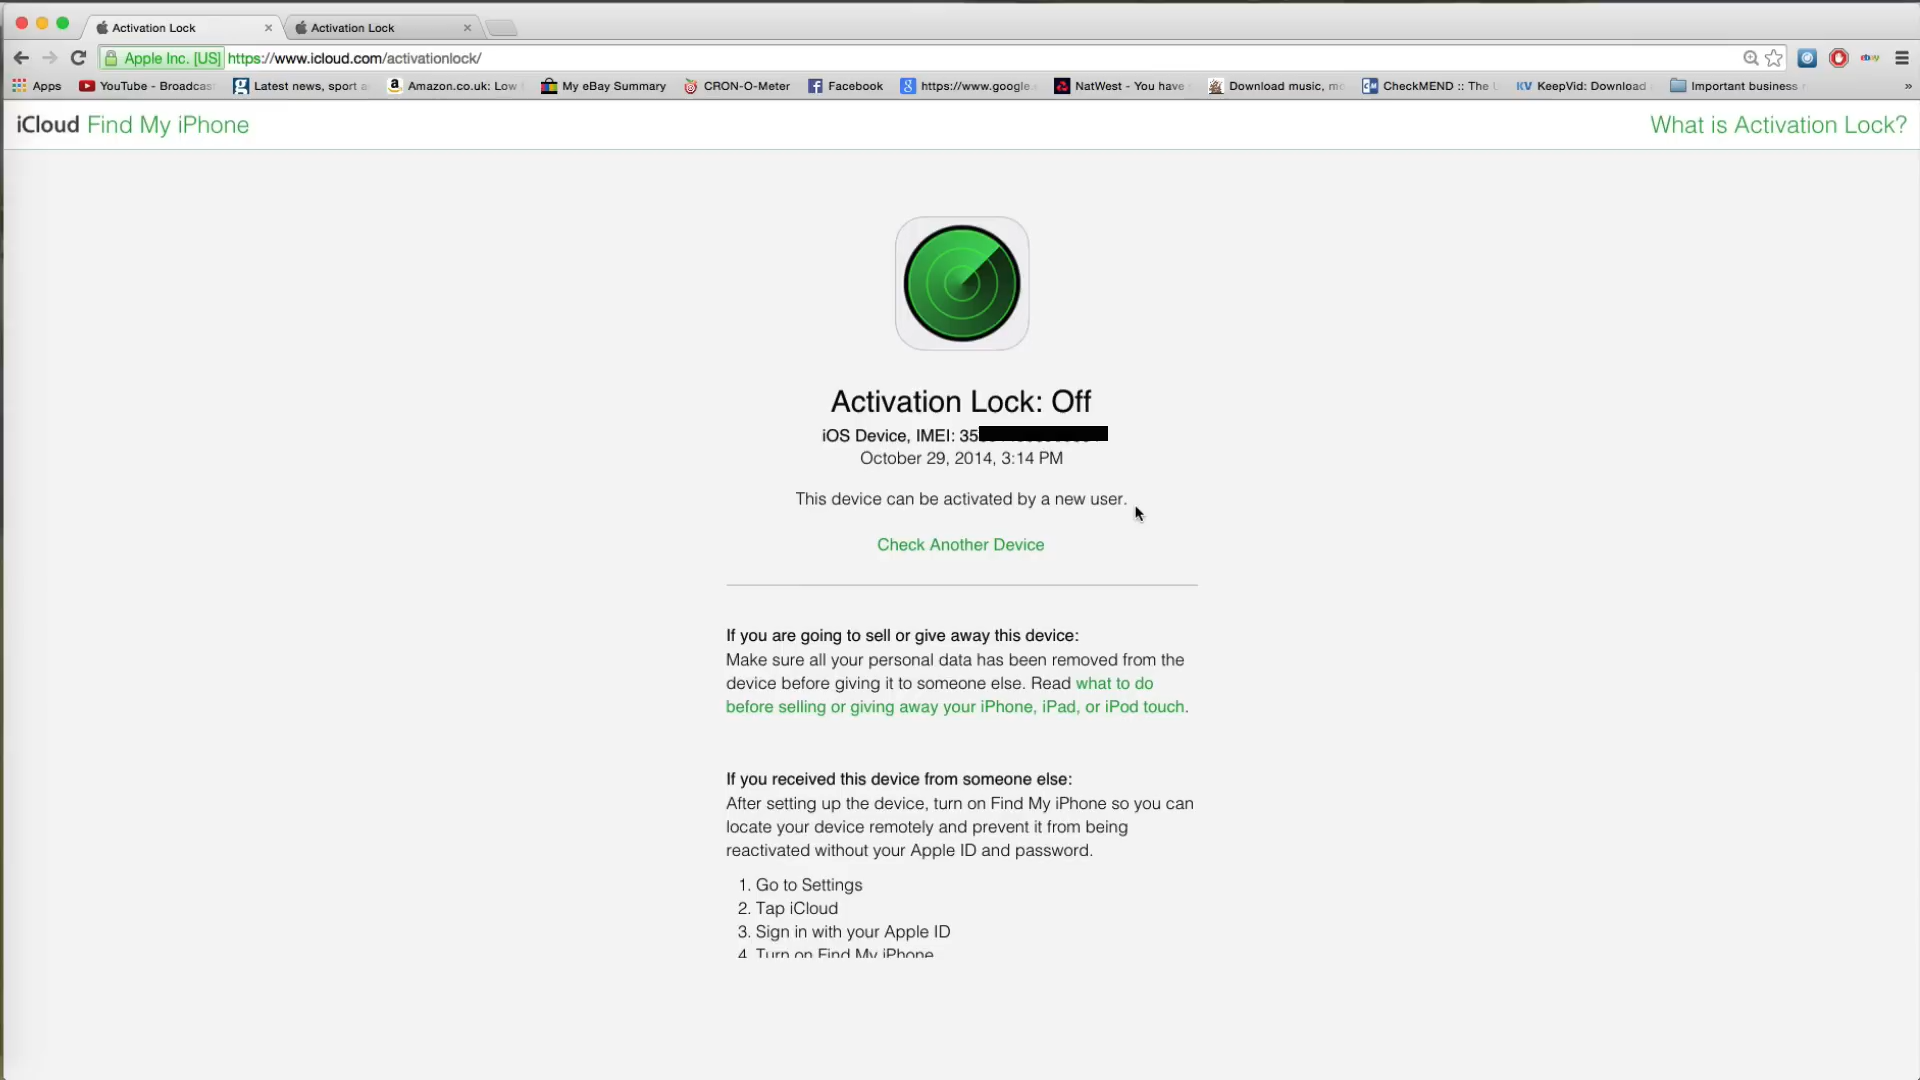 Activation Lock
Activation Lock
Apple Inc. [US] https://www.icloud.com/activationlock/
Apps
YouTube - Broadcas
Latest news, sport a
Amazon.co.uk: Low
My eBay Summary
CRON-O-Meter
Facebook
https://www.google.
NatWest - You have
Download music, m
CheckMEND :: The
KV KeepVid: Download
Important business
»
iCloud Find My iPhone
What is Activation Lock?
Activation Lock: Off
iOS Device, IMEI: 35
October 29, 2014, 3:14 PM
This device can be activated by a new user.
Check Another Device
If you are going to sell or give away this device:
Make sure all your personal data has been removed from the
device before giving it to someone else. Read what to do
before selling or giving away your iPhone, iPad, or iPod touch.
If you received this device from someone else:
After setting up the device, turn on Find My iPhone so you can
locate your device remotely and prevent it from being
reactivated without your Apple ID and password.
1. Go to Settings
2. Tap iCloud
3. Sign in with your Apple ID
4. Turn on Find My iPhone